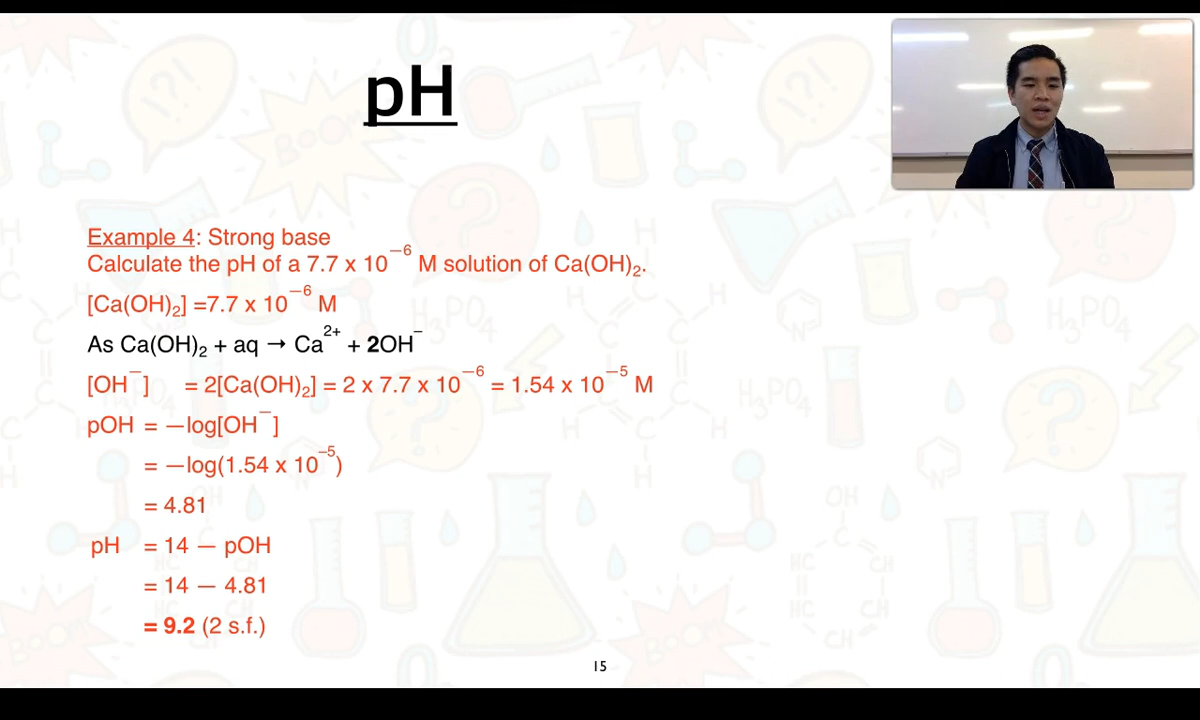 pH
Example 4: Strong base
Calculate the pH of a 7.7 x 10⁻⁶ M solution of Ca(OH)₂.
[Ca(OH)₂] =7.7 x 10⁻⁶ M
As Ca(OH)₂ + aq → Ca²⁺ + 2OH⁻
[OH⁻] = 2[Ca(OH)₂] = 2 x 7.7 x 10⁻⁶ = 1.54 x 10⁻⁵ M
pOH = —log[OH⁻]
= —log(1.54 x 10⁻⁵)
= 4.81
pH = 14 — pOH
= 14 — 4.81
= 9.2 (2 s.f.)
15